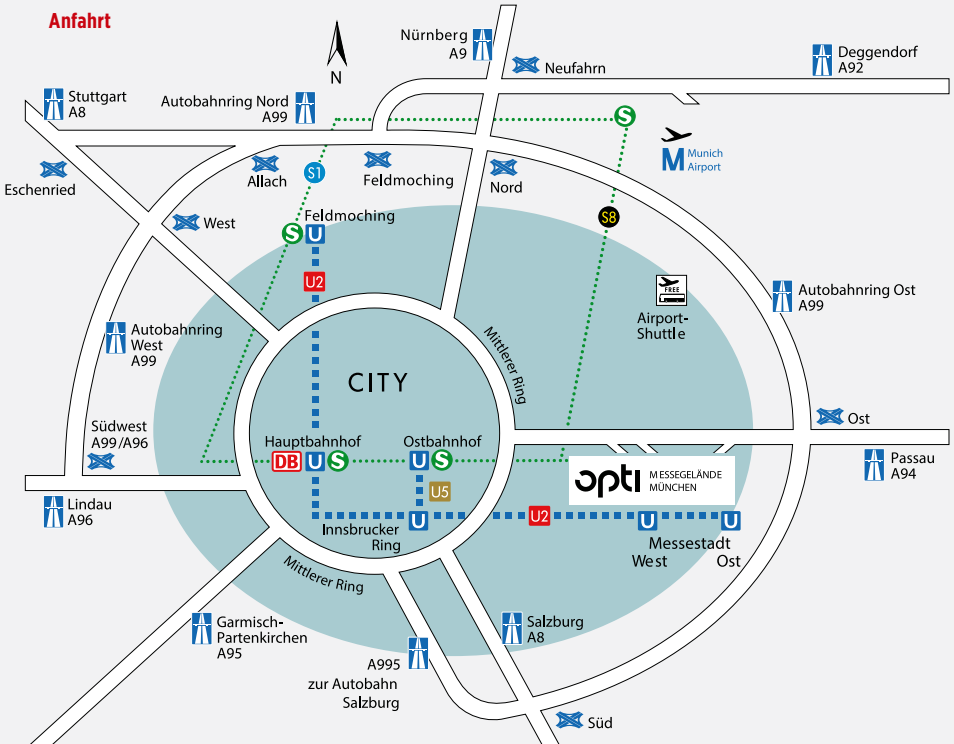 Anfahrt
N
Nürnberg
A9
Neufahrn
Deggendorf
A92
Stuttgart
A8
Autobahnring Nord
A99
S
M Munich
Airport
Eschenried
Allach
S1
Feldmoching
Nord
West
Feldmoching
S U
S8
U2
FREE
Airport-
Shuttle
Autobahnring Ost
A99
Autobahnring
West
A99
Mittlerer Ring
CITY
Südwest
A99/A96
Hauptbahnhof
DB U S
Ostbahnhof
U S
Ost
Passau
A94
opti MESSEGELÄNDE
MÜNCHEN
U5
Lindau
A96
Innsbrucker
Ring
U
U2
U
U
Messestadt
West
Ost
Mittlerer Ring
Garmisch-
Partenkirchen
A95
Salzburg
A8
A995
zur Autobahn
Salzburg
Süd